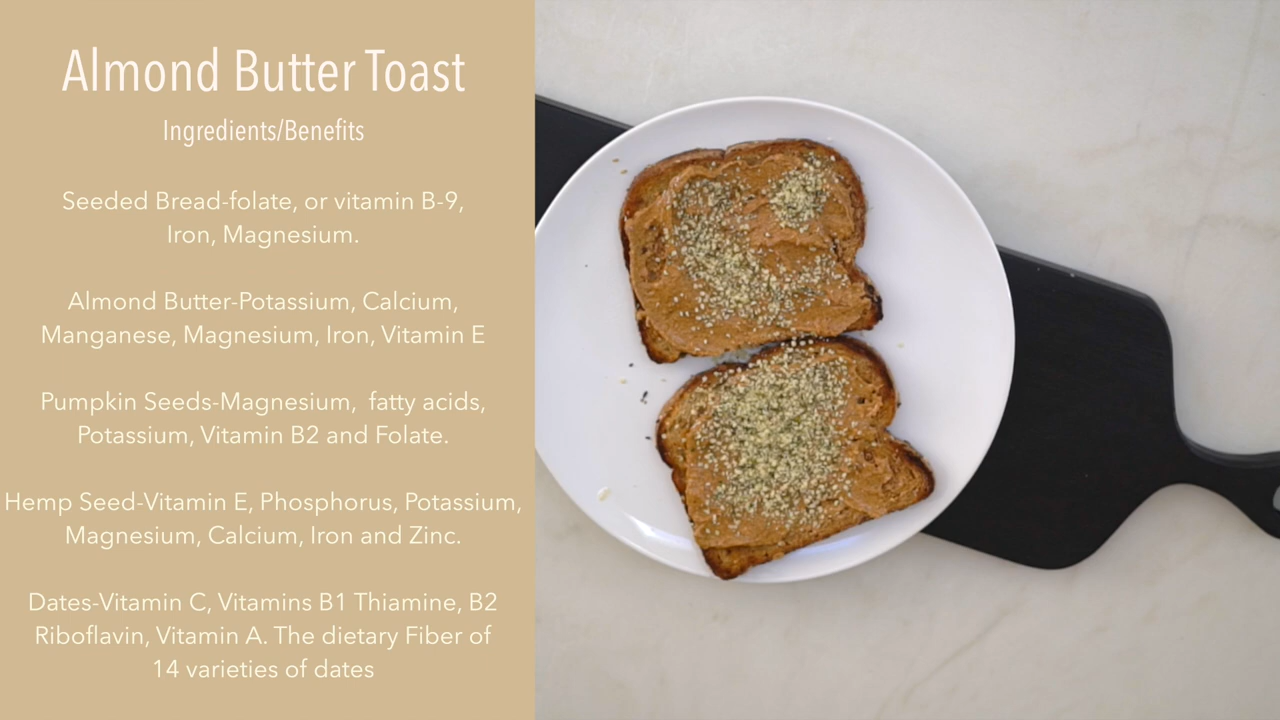 Almond Butter Toast
Ingredients/Benefits
Seeded Bread-folate, or vitamin B-9,
Iron, Magnesium.
Almond Butter-Potassium, Calcium,
Manganese, Magnesium, Iron, Vitamin E
Pumpkin Seeds-Magnesium,  fatty acids,
Potassium, Vitamin B2 and Folate.
Hemp Seed-Vitamin E, Phosphorus, Potassium,
Magnesium, Calcium, Iron and Zinc.
Dates-Vitamin C, Vitamins B1 Thiamine, B2
Riboflavin, Vitamin A. The dietary Fiber of
14 varieties of dates